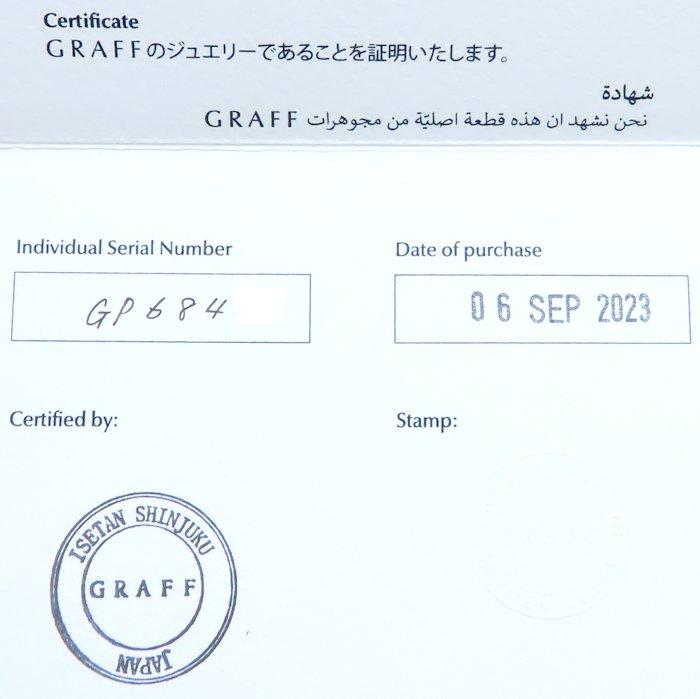 Certificate
GRAFFのジュエリーであることを証明いたします。
شهادة
نحن نشهد ان هذه قطعة اصليّة من مجوهرات GRAFF
Individual Serial Number
Date of purchase
GP684
06 SEP 2023
Certified by:
Stamp:
ISETAN SHINJUKU
GRAFF
JAPAN